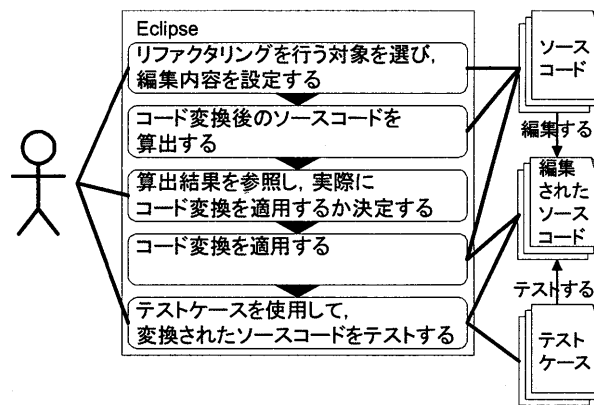 Eclipse
リファクタリングを行う対象を選び,
編集内容を設定する
コード変換後のソースコードを
算出する
算出結果を参照し, 実際に
コード変換を適用するか決定する
コード変換を適用する
テストケースを使用して,
変換されたソースコードをテストする
ソース
コード
編集する
編集
された
ソース
コード
テストする
テスト
ケース